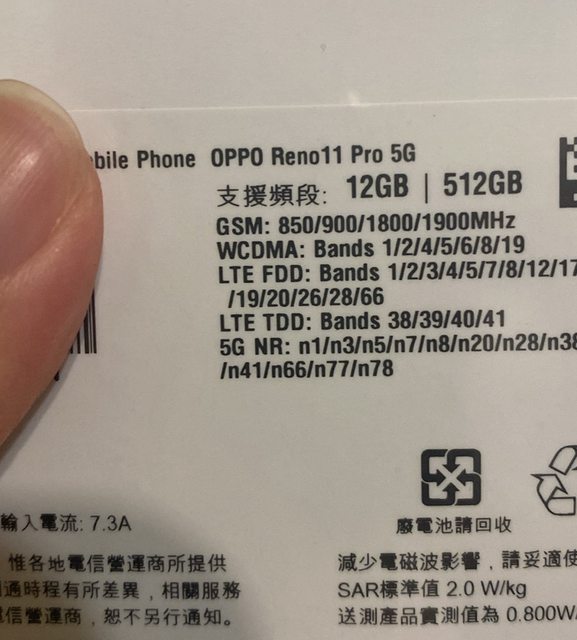 Phone OPPO Reno11 Pro 5G
支援頻段: 12GB | 512GB
GSM: 850/900/1800/1900MHz
WCDMA: Bands 1/2/4/5/6/8/19
LTE FDD: Bands 1/2/3/4/5/7/8/12/17
/19/20/26/28/66
LTE TDD: Bands 38/39/40/41
5G NR: n1/n3/n5/n7/n8/n20/n28/n38
/n41/n66/n77/n78
廢電池請回收
輸入電流: 7.3A
惟各地電信營運商所提供
通時程有所差異，相關服務
信營運商，恕不另行通知。
減少電磁波影響，請妥適使
SAR標準值 2.0 W/kg
送測產品實測值為 0.800W/